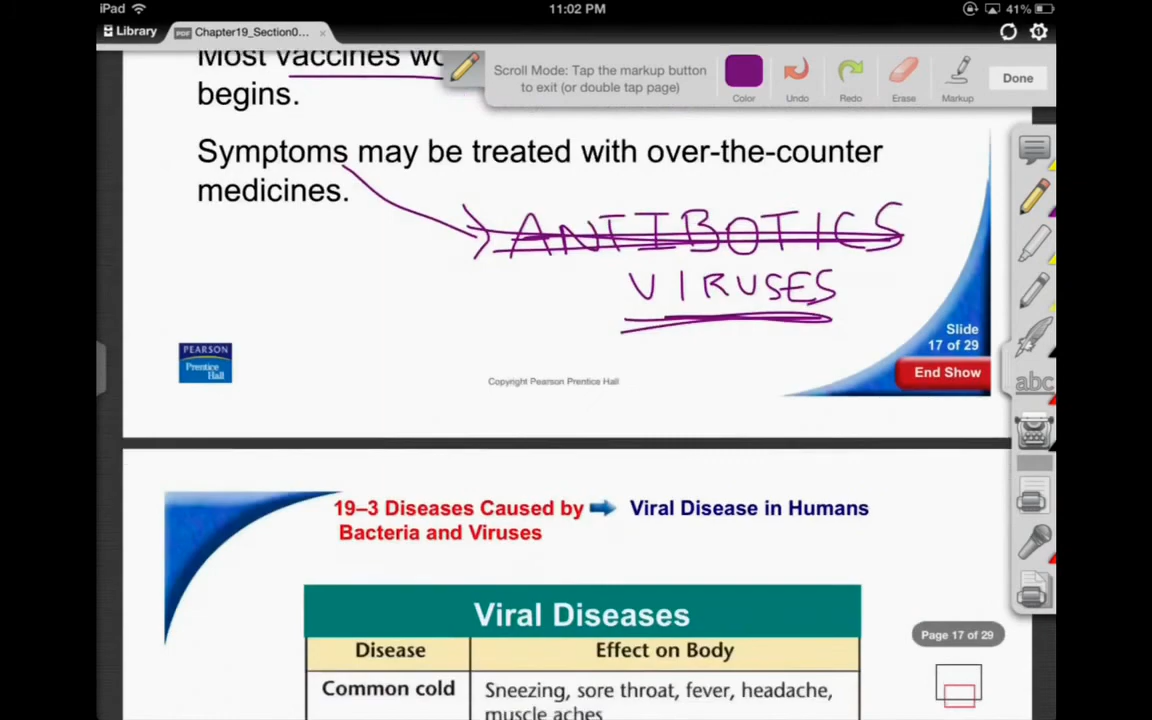 iPad
11:02 PM
41%
Library
PDF
Chapter19_Section0...
Most vaccines wo
begins.
Scroll Mode: Tap the markup button
to exit (or double tap page)
Color
Undo
Redo
Erase
Markup
Done
Symptoms may be treated with over-the-counter
medicines.
ANTIBOTICS
VIRUSES
abc
PEARSON
Prentice
Hall
Copyright Pearson Prentice Hall
Slide
17 of 29
End Show
19–3 Diseases Caused by
Bacteria and Viruses
Viral Disease in Humans
Viral Diseases
Disease
Effect on Body
Common cold
Sneezing, sore throat, fever, headache,
muscle aches
Page 17 of 29